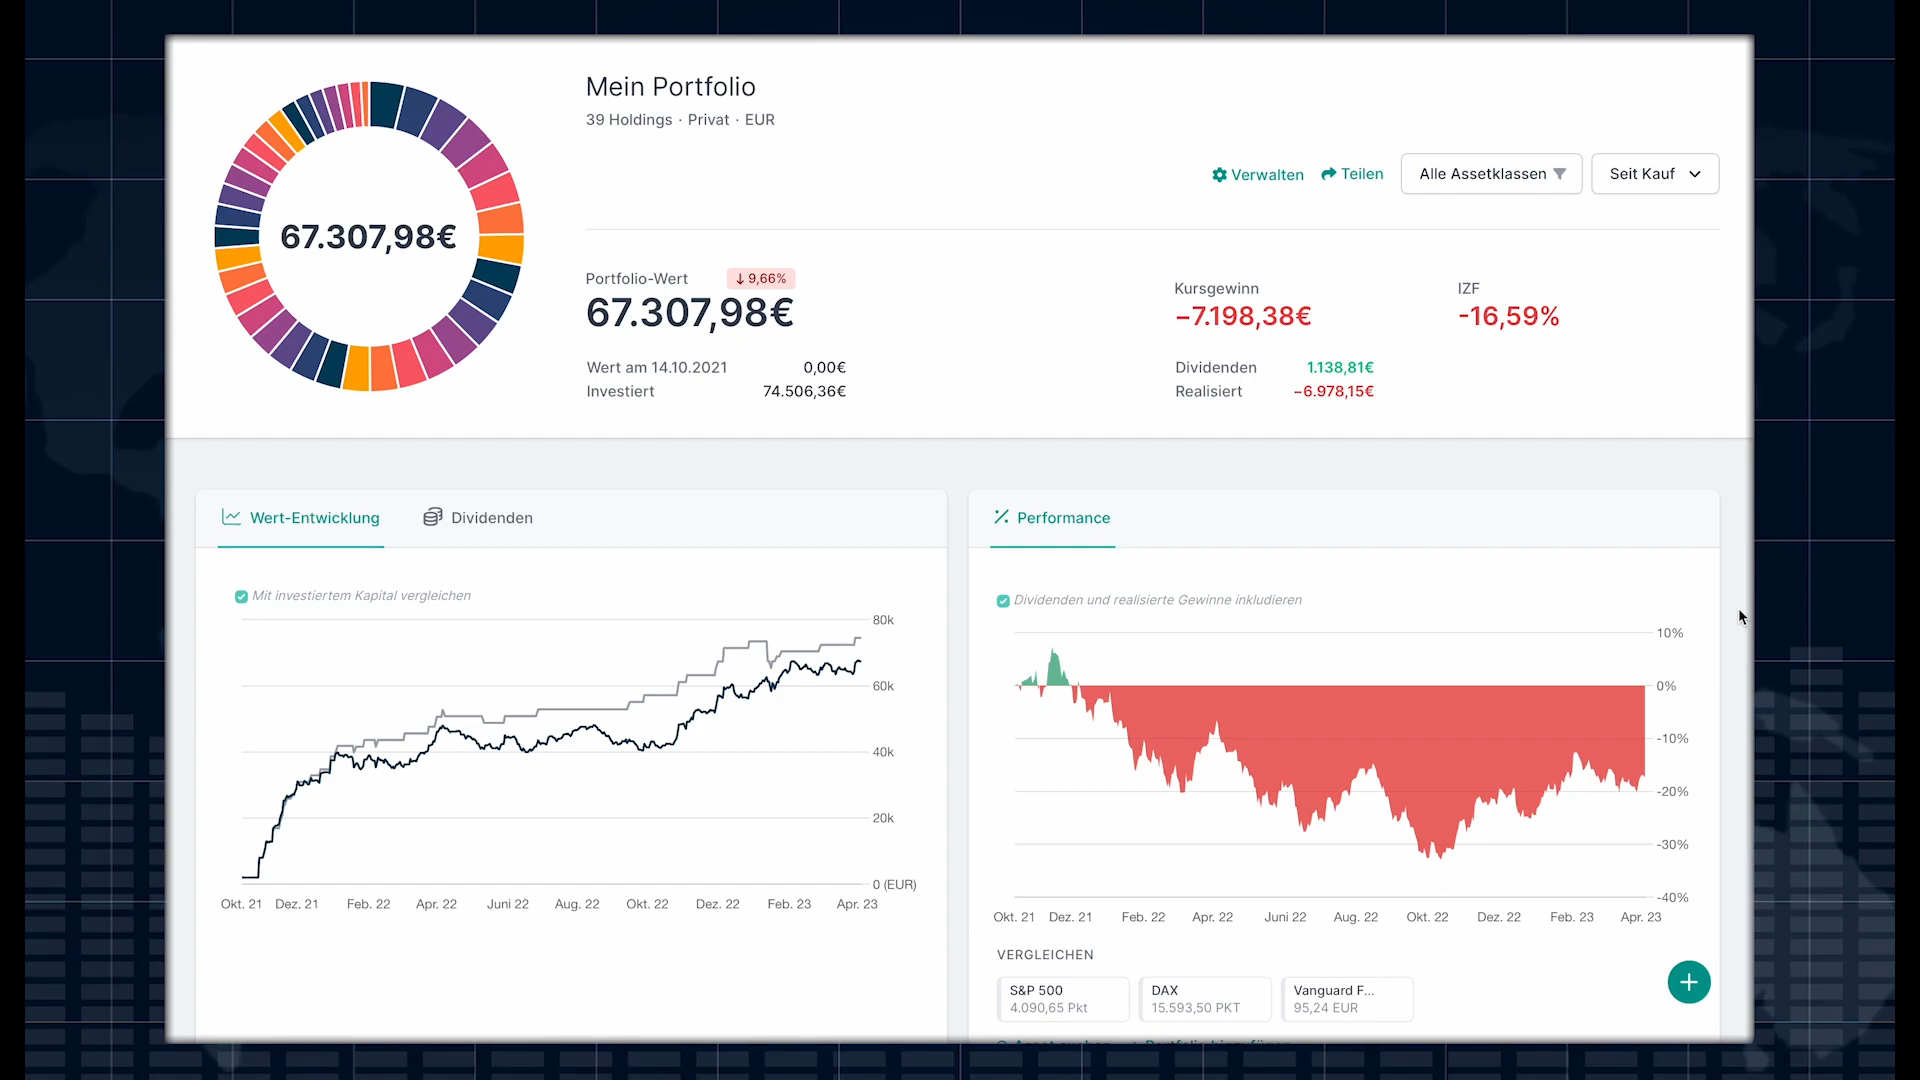 Mein Portfolio
39 Holdings · Privat · EUR
Verwalten
Teilen
Alle Assetklassen
Seit Kauf
67.307,98€
Portfolio-Wert
↓ 9,66%
67.307,98€
Wert am 14.10.2021 0,00€
Investiert 74.506,36€
Kursgewinn
−7.198,38€
Dividenden 1.138,81€
Realisiert −6.978,15€
IZF
-16,59%
Wert-Entwicklung
Dividenden
Mit investiertem Kapital vergleichen
80k
60k
40k
20k
0 (EUR)
Okt. 21 Dez. 21 Feb. 22 Apr. 22 Juni 22 Aug. 22 Okt. 22 Dez. 22 Feb. 23 Apr. 23
Performance
Dividenden und realisierte Gewinne inkludieren
10%
0%
-10%
-20%
-30%
-40%
Okt. 21 Dez. 21 Feb. 22 Apr. 22 Juni 22 Aug. 22 Okt. 22 Dez. 22 Feb. 23 Apr. 23
VERGLEICHEN
S&P 500
4.090,65 Pkt
DAX
15.593,50 PKT
Vanguard F...
95,24 EUR